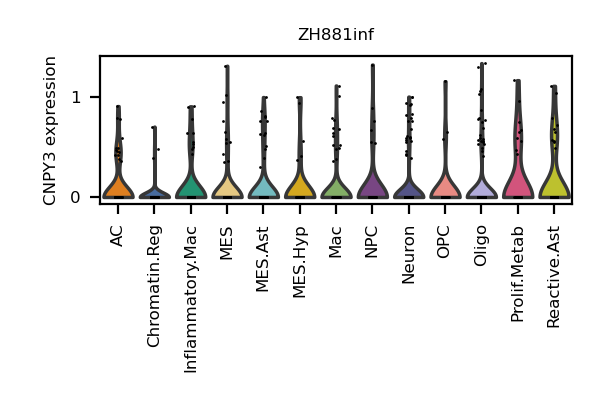 ZH881inf
CNPY3 expression
1
0
AC
Chromatin.Reg
Inflammatory.Mac
MES
MES.Ast
MES.Hyp
Mac
NPC
Neuron
OPC
Oligo
Prolif.Metab
Reactive.Ast